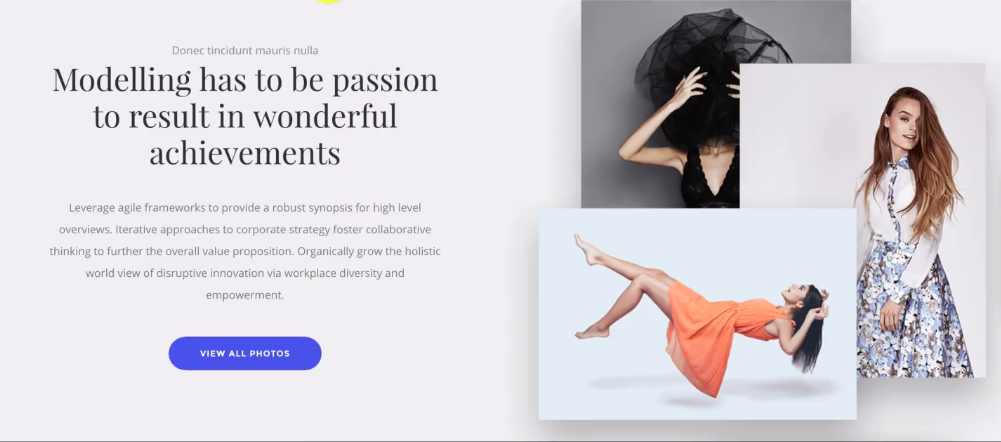 Donec tincidunt mauris nulla
Modelling has to be passion
to result in wonderful
achievements
Leverage agile frameworks to provide a robust synopsis for high level
overviews. Iterative approaches to corporate strategy foster collaborative
thinking to further the overall value proposition. Organically grow the holistic
world view of disruptive innovation via workplace diversity and
empowerment.
VIEW ALL PHOTOS